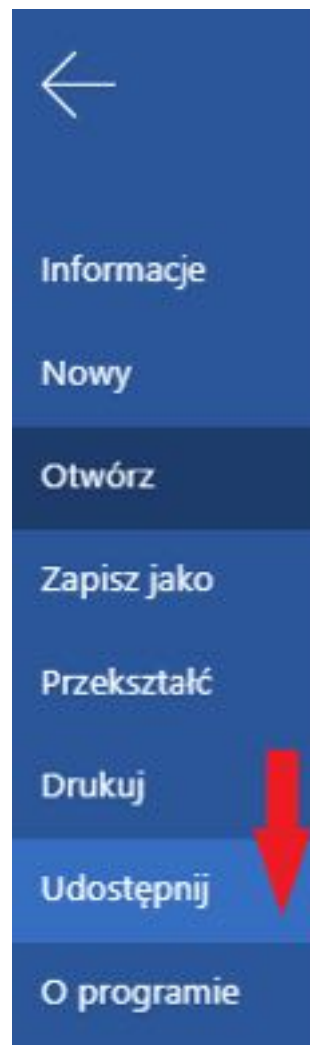 Informacje
Nowy
Otwórz
Zapisz jako
Przekształć
Drukuj
Udostępnij
O programie